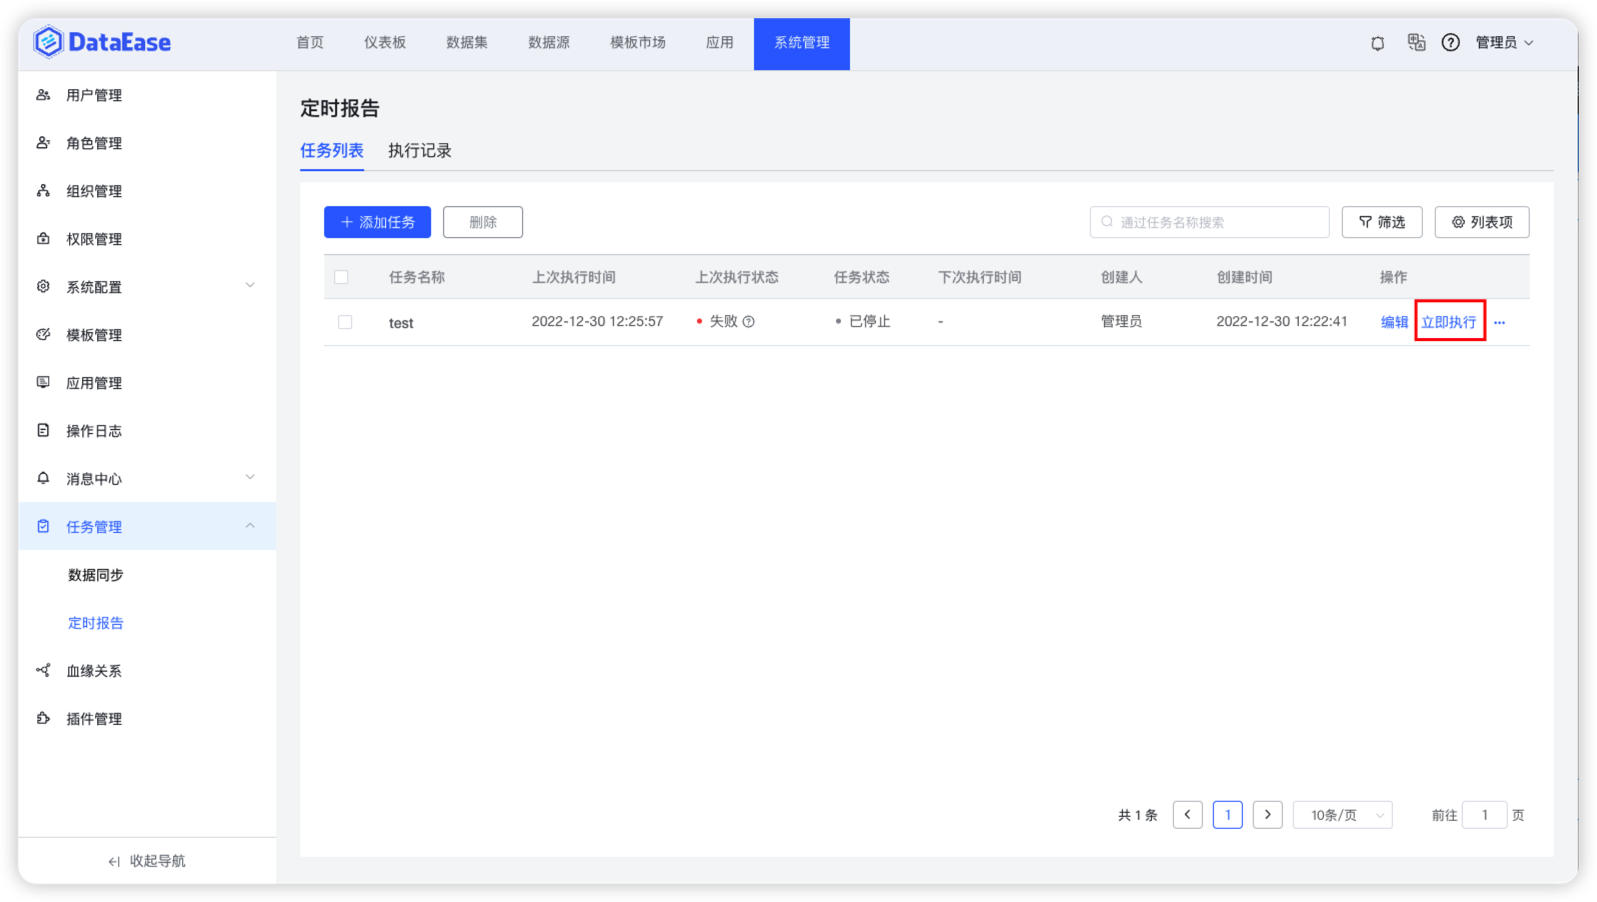 DataEase
首页 仪表板 数据集 数据源 模板市场 应用 系统管理 管理员
用户管理
角色管理
组织管理
权限管理
系统配置
模板管理
应用管理
操作日志
消息中心
任务管理
数据同步
定时报告
血缘关系
插件管理
收起导航
定时报告
任务列表 执行记录
添加任务 删除 通过任务名称搜索 筛选 列表项
任务名称 上次执行时间 上次执行状态 任务状态 下次执行时间 创建人 创建时间 操作
test 2022-12-30 12:25:57 • 失败 • 已停止 - 管理员 2022-12-30 12:22:41 编辑 立即执行 ···
共 1 条 < 1 > 10条/页 前往 1 页